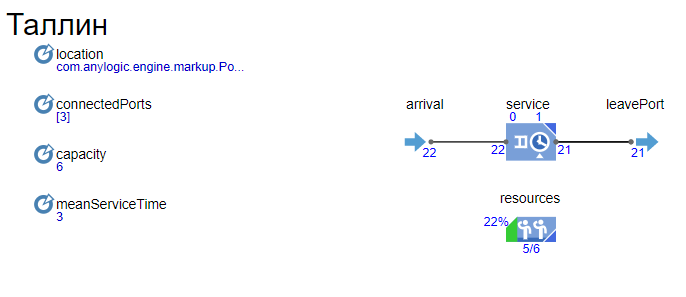 Таллин
location
com.anylogic.engine.markup.Po...
connectedPorts
[3]
capacity
6
meanServiceTime
3
arrival
service
leavePort
0 1
22
22
21
21
resources
22%
5/6